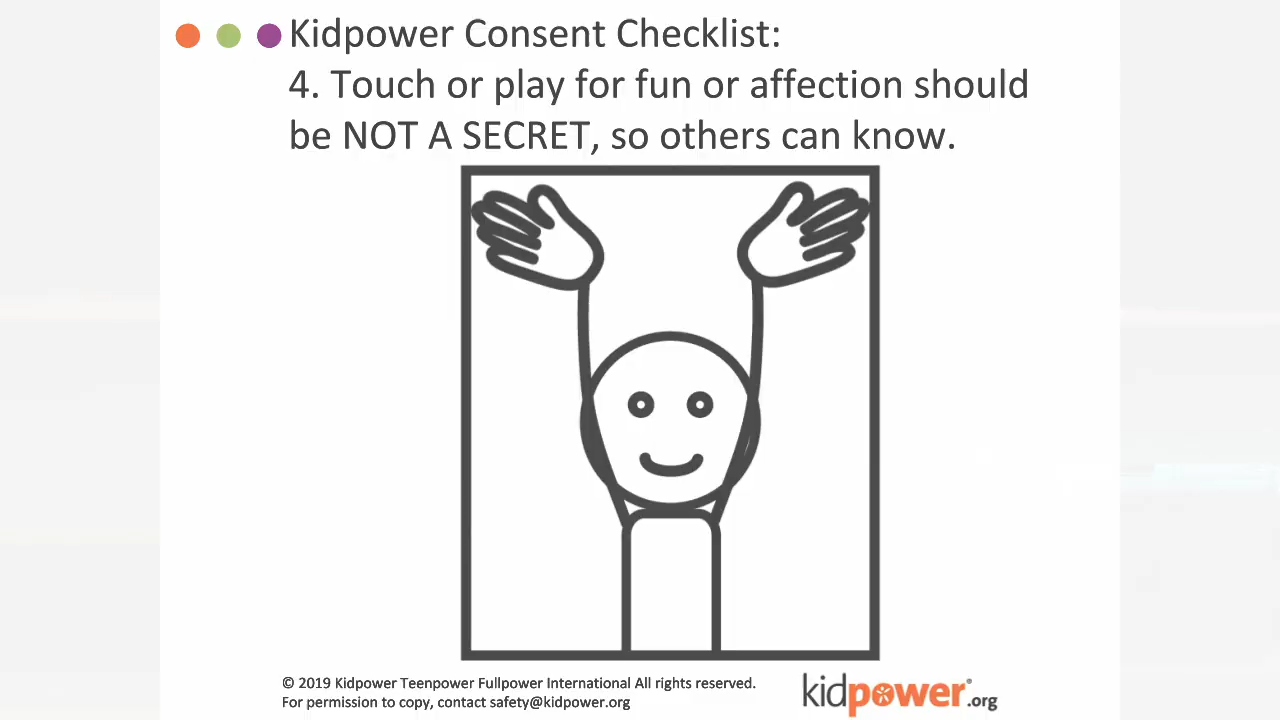 Kidpower Consent Checklist:
4. Touch or play for fun or affection should
be NOT A SECRET, so others can know.
© 2019 Kidpower Teenpower Fullpower International All rights reserved.
For permission to copy, contact safety@kidpower.org
kidpower®.org